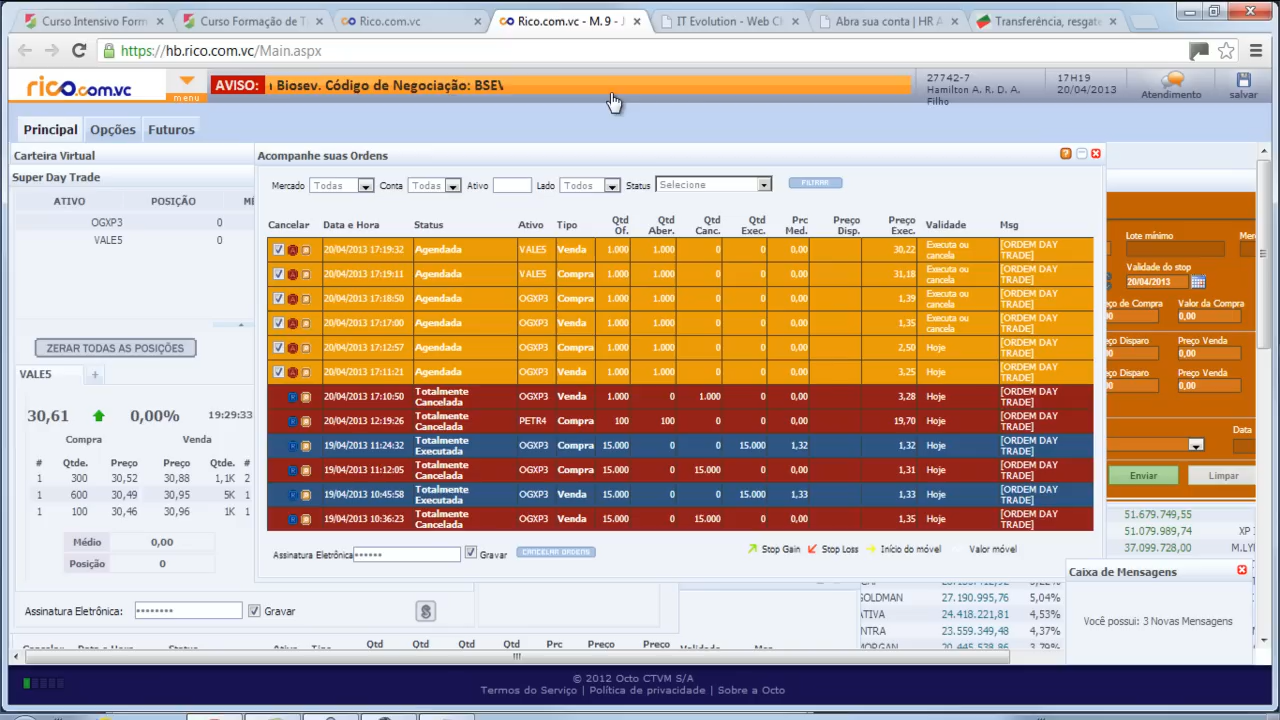 Curso Intensivo Form
Curso Formação de T
Rico.com.vc
Rico.com.vc - M. 9 - J
IT Evolution - Web C
Abra sua conta | HR A
Transferência, resgate
https://hb.rico.com.vc/Main.aspx
rico.com.vc
menu
AVISO:
Biosev. Código de Negociação: BSE\
27742-7
Hamilton A. R. D. A.
Filho
17H19
20/04/2013
Atendimento
salvar
Principal
Opções
Futuros
Carteira Virtual
Super Day Trade
ATIVO POSIÇÃO
OGXP3 0
VALE5 0
ZERAR TODAS AS POSIÇÕES
VALE5 +
30,61 0,00% 19:29:33
Compra Venda
# Qtde. Preço Preço Qtde. #
1 300 30,52 30,88 1,1K 2
1 600 30,49 30,95 5K 1
1 100 30,46 30,96 1K 1
Médio 0,00
Posição 0
Assinatura Eletrônica: ******** Gravar
Acompanhe suas Ordens
Mercado Todas Conta Todas Ativo Lado Todos Status Selecione FILTRAR
Cancelar Data e Hora Status Ativo Tipo Qtd Of. Qtd Aber. Qtd Canc. Qtd Exec. Prc Med. Preço Disp. Preço Exec. Validade Msg
20/04/2013 17:19:32 Agendada VALE5 Venda 1.000 1.000 0 0 0,00 30,22 Executa ou cancela [ORDEM DAY TRADE]
20/04/2013 17:19:11 Agendada VALE5 Compra 1.000 1.000 0 0 0,00 31,18 Executa ou cancela [ORDEM DAY TRADE]
20/04/2013 17:18:50 Agendada OGXP3 Compra 1.000 1.000 0 0 0,00 1,39 Executa ou cancela [ORDEM DAY TRADE]
20/04/2013 17:17:00 Agendada OGXP3 Venda 1.000 1.000 0 0 0,00 1,35 Executa ou cancela [ORDEM DAY TRADE]
20/04/2013 17:12:57 Agendada OGXP3 Compra 1.000 1.000 0 0 0,00 2,50 Hoje [ORDEM DAY TRADE]
20/04/2013 17:11:21 Agendada OGXP3 Venda 1.000 1.000 0 0 0,00 3,25 Hoje [ORDEM DAY TRADE]
20/04/2013 17:10:50 Totalmente Cancelada OGXP3 Venda 1.000 0 1.000 0 0,00 3,28 Hoje [ORDEM DAY TRADE]
20/04/2013 12:19:26 Totalmente Cancelada PETR4 Compra 100 100 0 0 0,00 19,70 Hoje [ORDEM DAY TRADE]
19/04/2013 11:24:32 Totalmente Executada OGXP3 Compra 15.000 0 0 15.000 1,32 1,32 Hoje [ORDEM DAY TRADE]
19/04/2013 11:12:05 Totalmente Cancelada OGXP3 Compra 15.000 0 15.000 0 0,00 1,31 Hoje [ORDEM DAY TRADE]
19/04/2013 10:45:58 Totalmente Executada OGXP3 Venda 15.000 0 0 15.000 1,33 1,33 Hoje [ORDEM DAY TRADE]
19/04/2013 10:36:23 Totalmente Cancelada OGXP3 Venda 15.000 0 15.000 0 0,00 1,35 Hoje [ORDEM DAY TRADE]
Assinatura Eletrônica ****** Gravar CANCELAR ORDENS
Stop Gain Stop Loss Início do móvel Valor móvel
Lote mínimo
Validade do stop
20/04/2013
Valor da Compra
0,00
Preço Venda
0,00
Preço Venda
0,00
Data
Enviar Limpar
51.679.749,55
51.079.989,74
37.099.728,00
GOLDMAN 27.190.995,76 5,04%
24.418.221,81 4,53%
23.559.349,48 4,37%
Caixa de Mensagens
Você possui: 3 Novas Mensagens
Qtd Qtd Qtd Qtd Prc Preço Preço
© 2012 Octo CTVM S/A
Termos do Serviço | Política de privacidade | Sobre a Octo